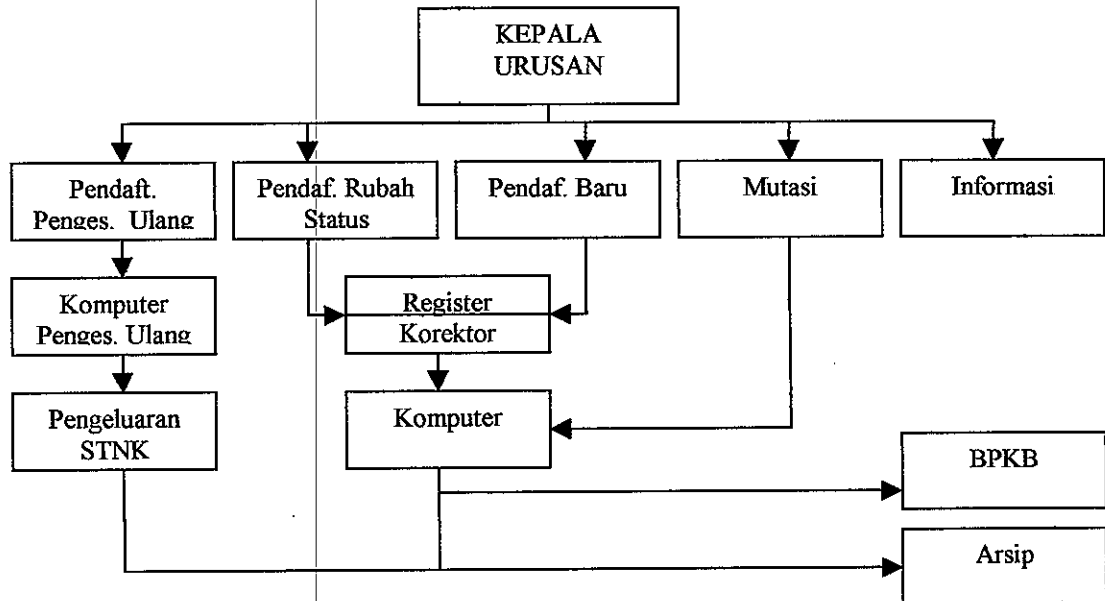 KEPALA
URUSAN
Pendaft.
Penges. Ulang
Pendaf. Rubah
Status
Pendaf. Baru
Mutasi
Informasi
Komputer
Penges. Ulang
Register
Korektor
Pengeluaran
STNK
Komputer
BPKB
Arsip